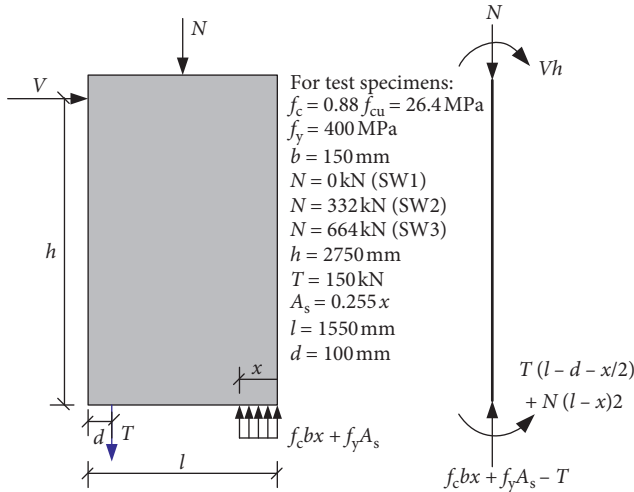 N
V
h
d
T
l
x
f_c bx + f_y A_s
For test specimens:
f_c = 0.88 f_cu = 26.4 MPa
f_y = 400 MPa
b = 150 mm
N = 0 kN (SW1)
N = 332 kN (SW2)
N = 664 kN (SW3)
h = 2750 mm
T = 150 kN
A_s = 0.255 x
l = 1550 mm
d = 100 mm
N
Vh
T (l – d – x/2)
+ N (l – x)2
f_c bx + f_y A_s – T